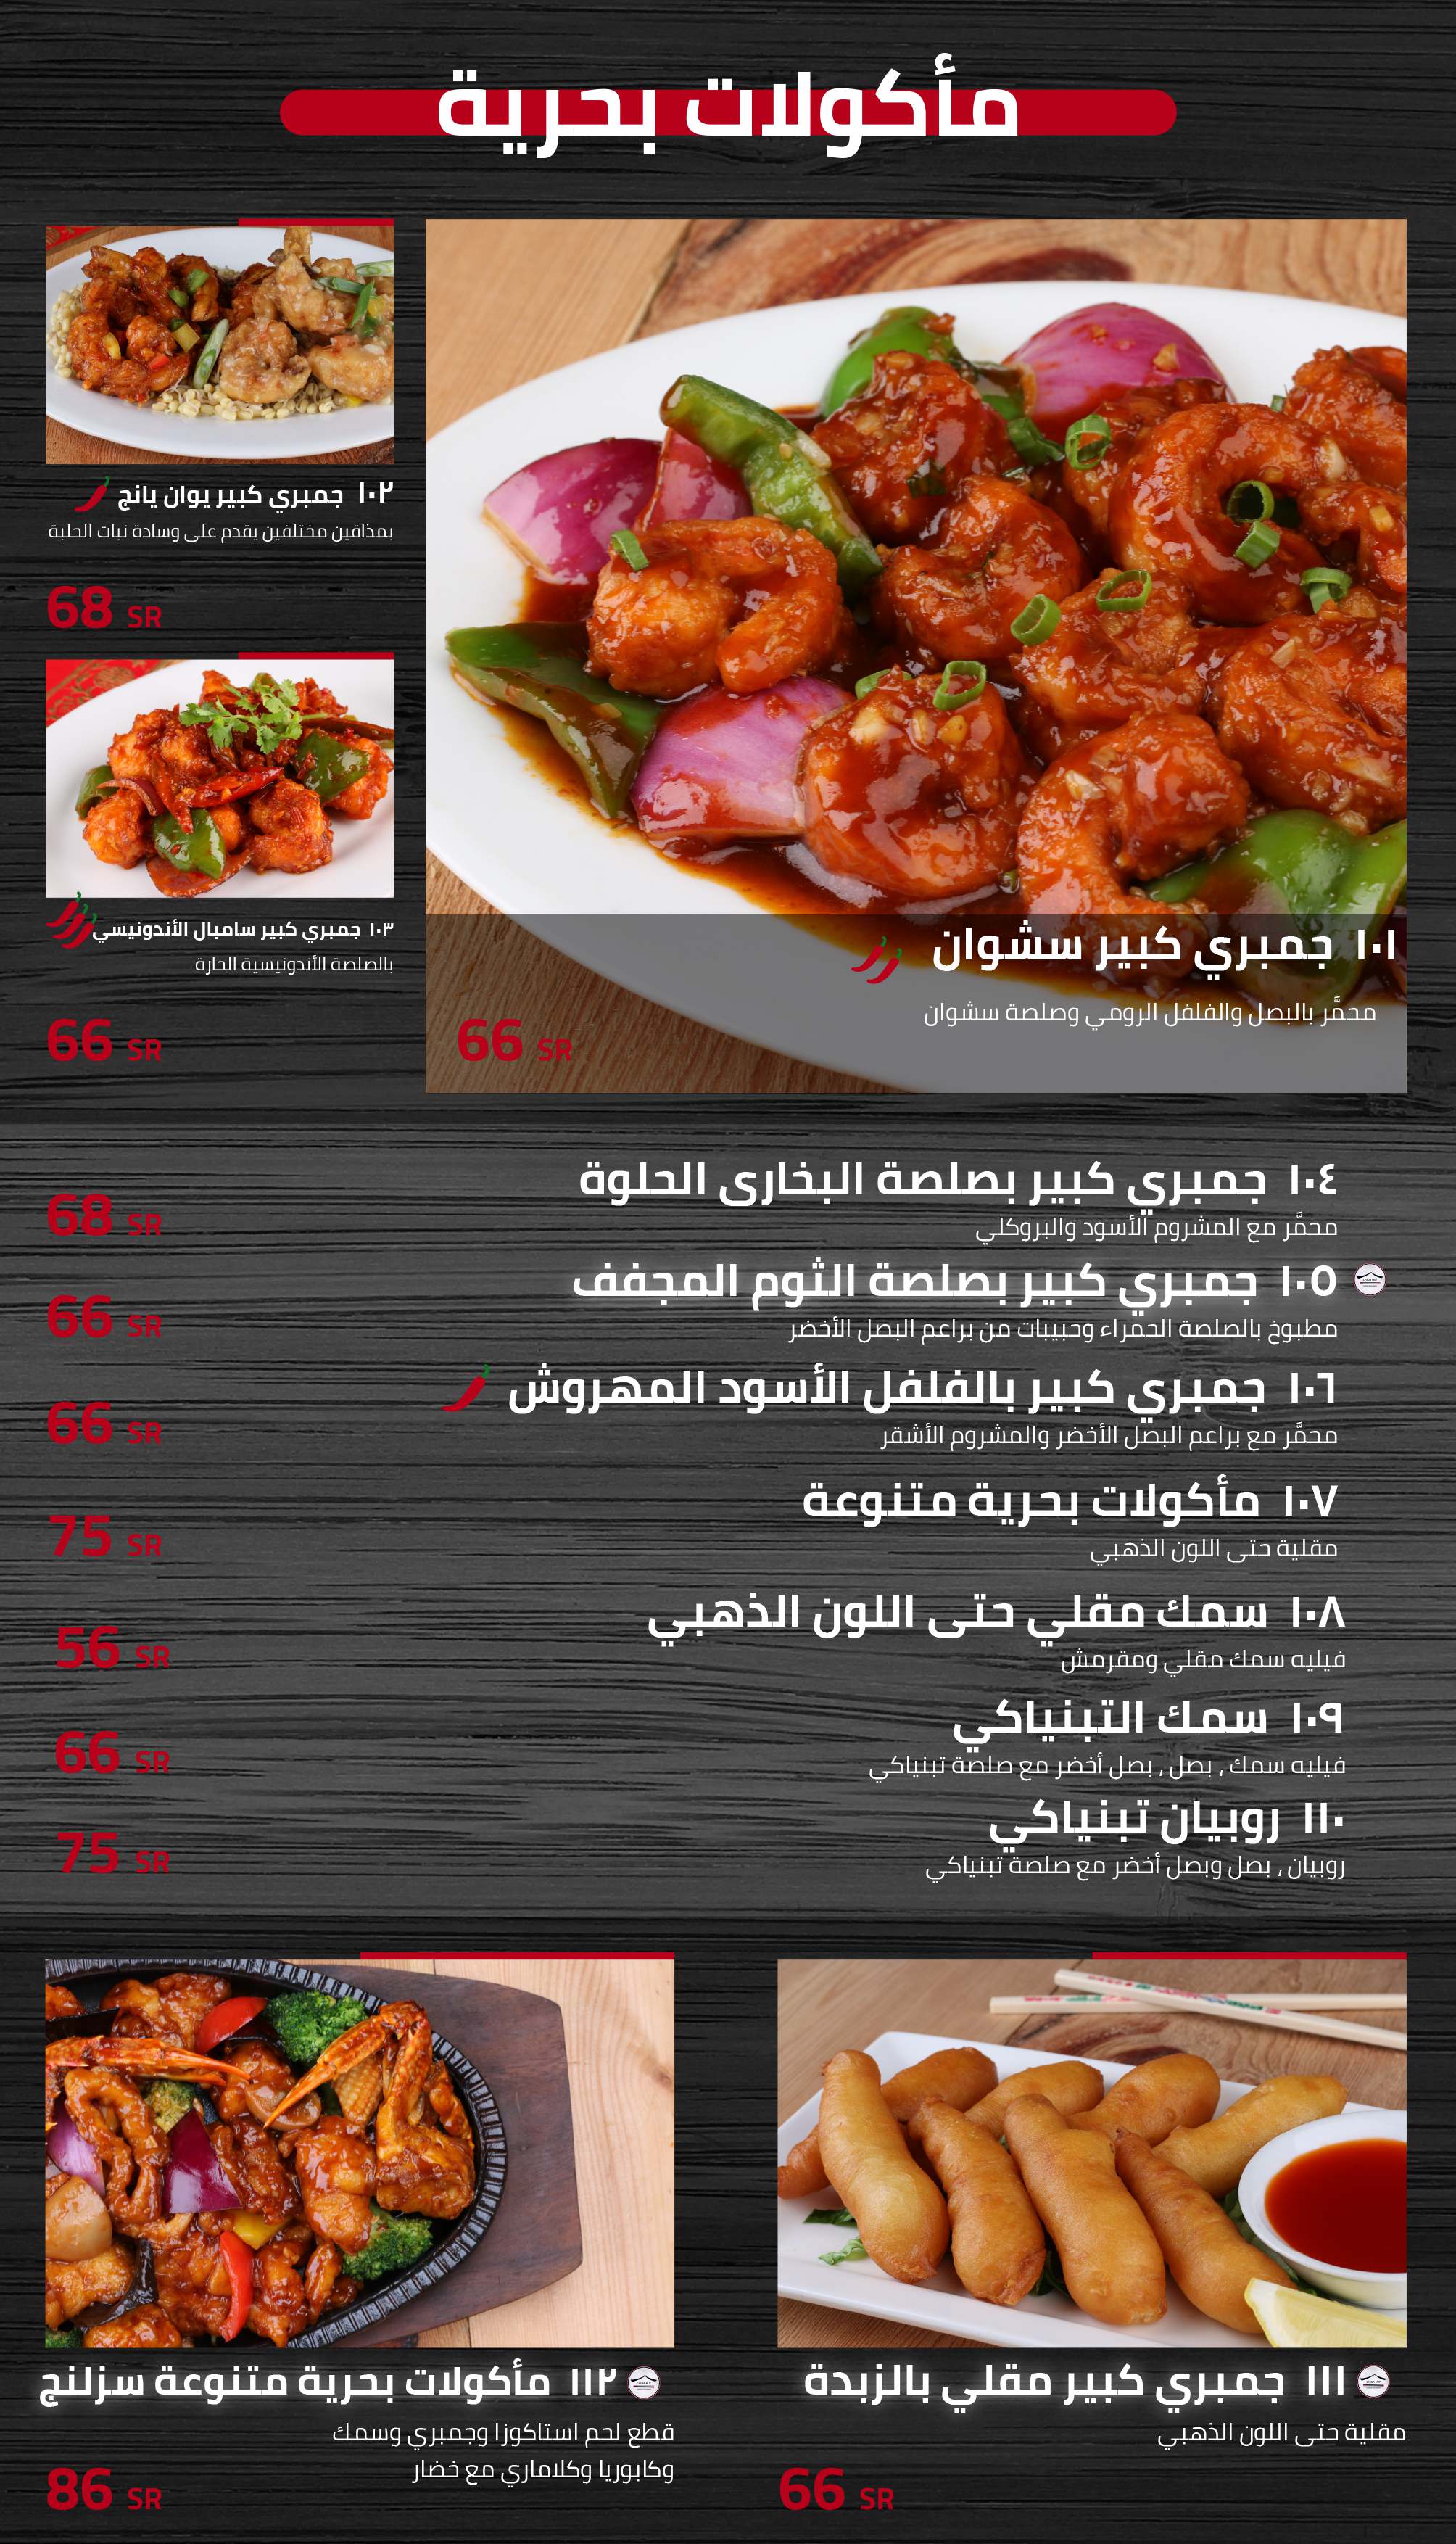 مأكولات بحرية
١٠١ جمبري كبير سشوان
محمَّر بالبصل والفلفل الرومي وصلصة سشوان
66 SR
١٠٢ جمبري كبير يوان يانج
بمذاقين مختلفين يقدم على وسادة نبات الحلبة
68 SR
١٠٣ جمبري كبير سامبال الأندونيسي
بالصلصة الأندونيسية الحارة
66 SR
١٠٤ جمبري كبير بصلصة البخارى الحلوة
محمَّر مع المشروم الأسود والبروكلي
68 SR
١٠٥ جمبري كبير بصلصة الثوم المجفف
مطبوخ بالصلصة الحمراء وحبيبات من براعم البصل الأخضر
66 SR
١٠٦ جمبري كبير بالفلفل الأسود المهروش
محمَّر مع براعم البصل الأخضر والمشروم الأشقر
66 SR
١٠٧ مأكولات بحرية متنوعة
مقلية حتى اللون الذهبي
75 SR
١٠٨ سمك مقلي حتى اللون الذهبي
فيليه سمك مقلي ومقرمش
56 SR
١٠٩ سمك التبنياكي
فيليه سمك , بصل , بصل أخضر مع صلصة تبنياكي
66 SR
١١٠ روبيان تبنياكي
روبيان , بصل وبصل أخضر مع صلصة تبنياكي
75 SR
١١١ جمبري كبير مقلي بالزبدة
مقلية حتى اللون الذهبي
66 SR
١١٢ مأكولات بحرية متنوعة سزلنج
قطع لحم استاكوزا وجمبري وسمك
وكابوريا وكلاماري مع خضار
86 SR